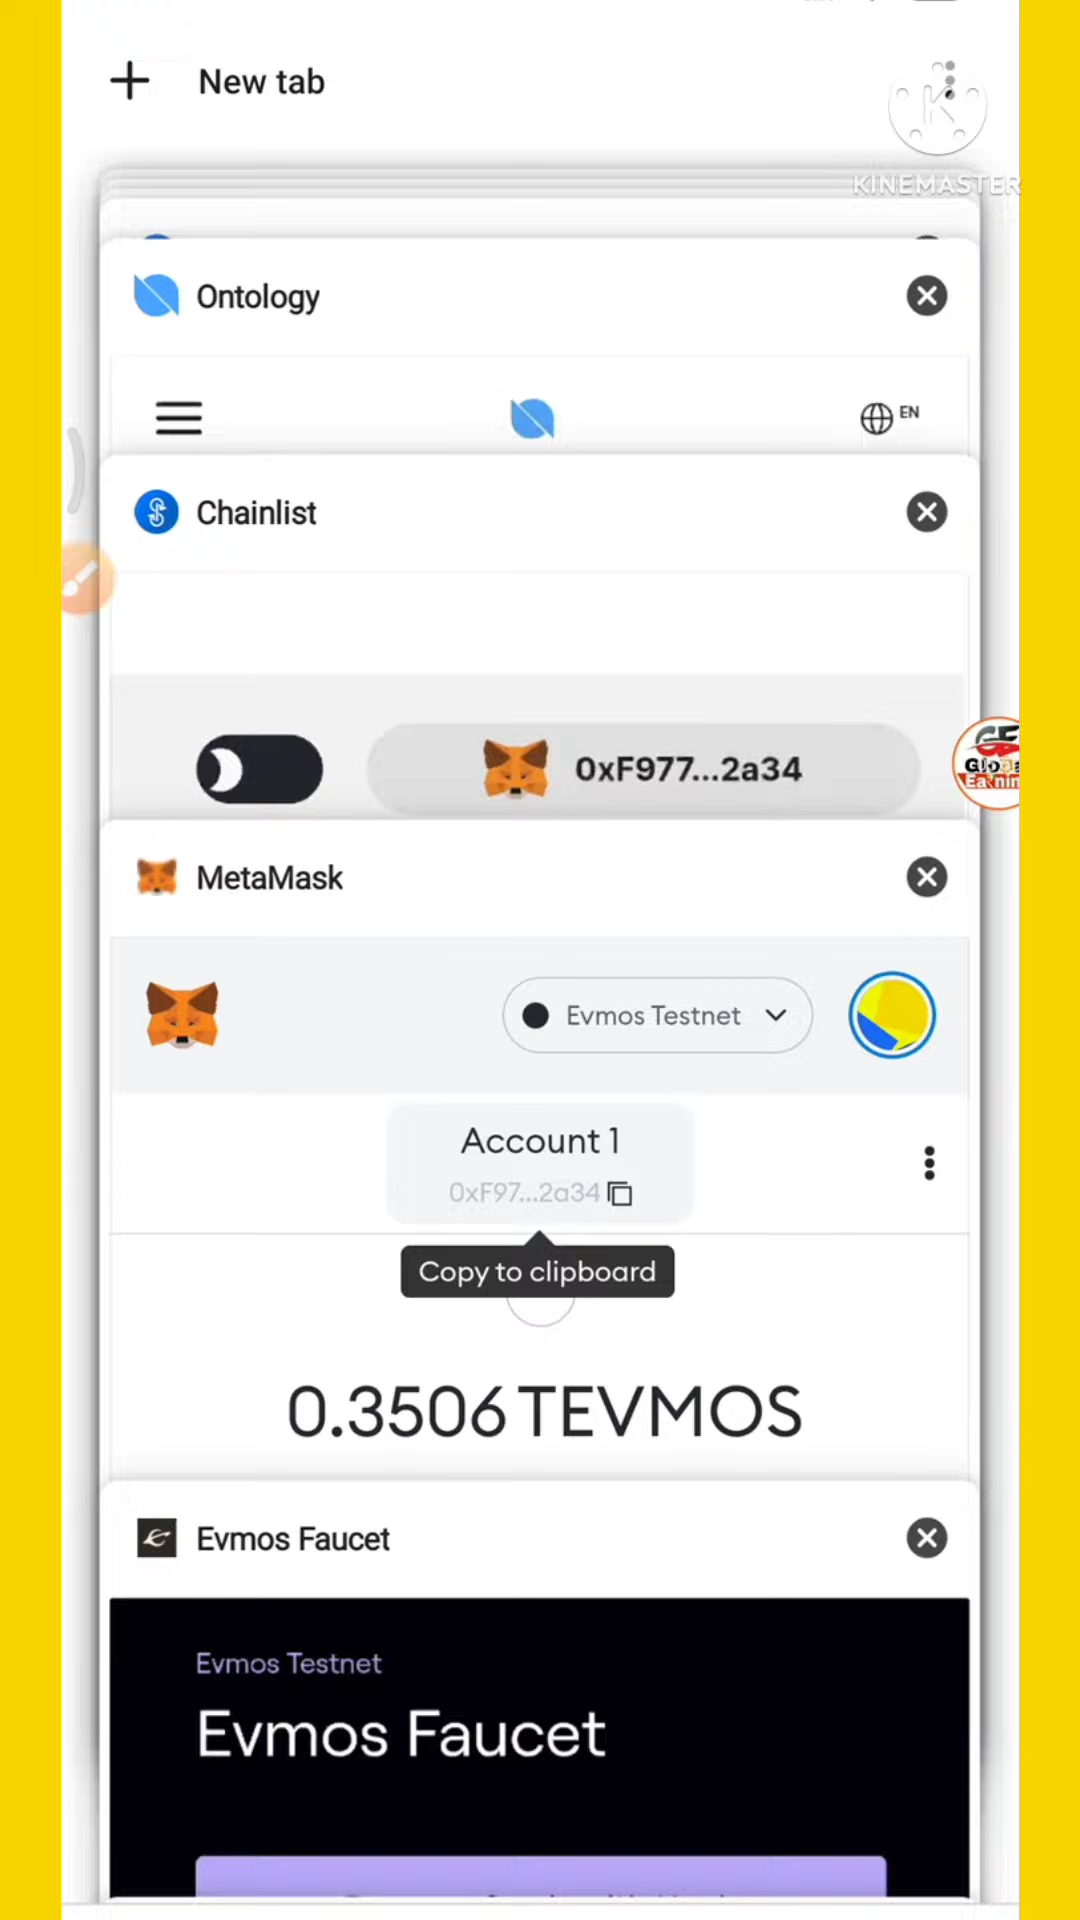 New tab
KINEMASTER
Ontology
EN
Chainlist
0xF977...2a34
MetaMask
Evmos Testnet
Account 1
0xF97...2a34
Copy to clipboard
0.3506 TEVMOS
Evmos Faucet
Evmos Testnet
Evmos Faucet